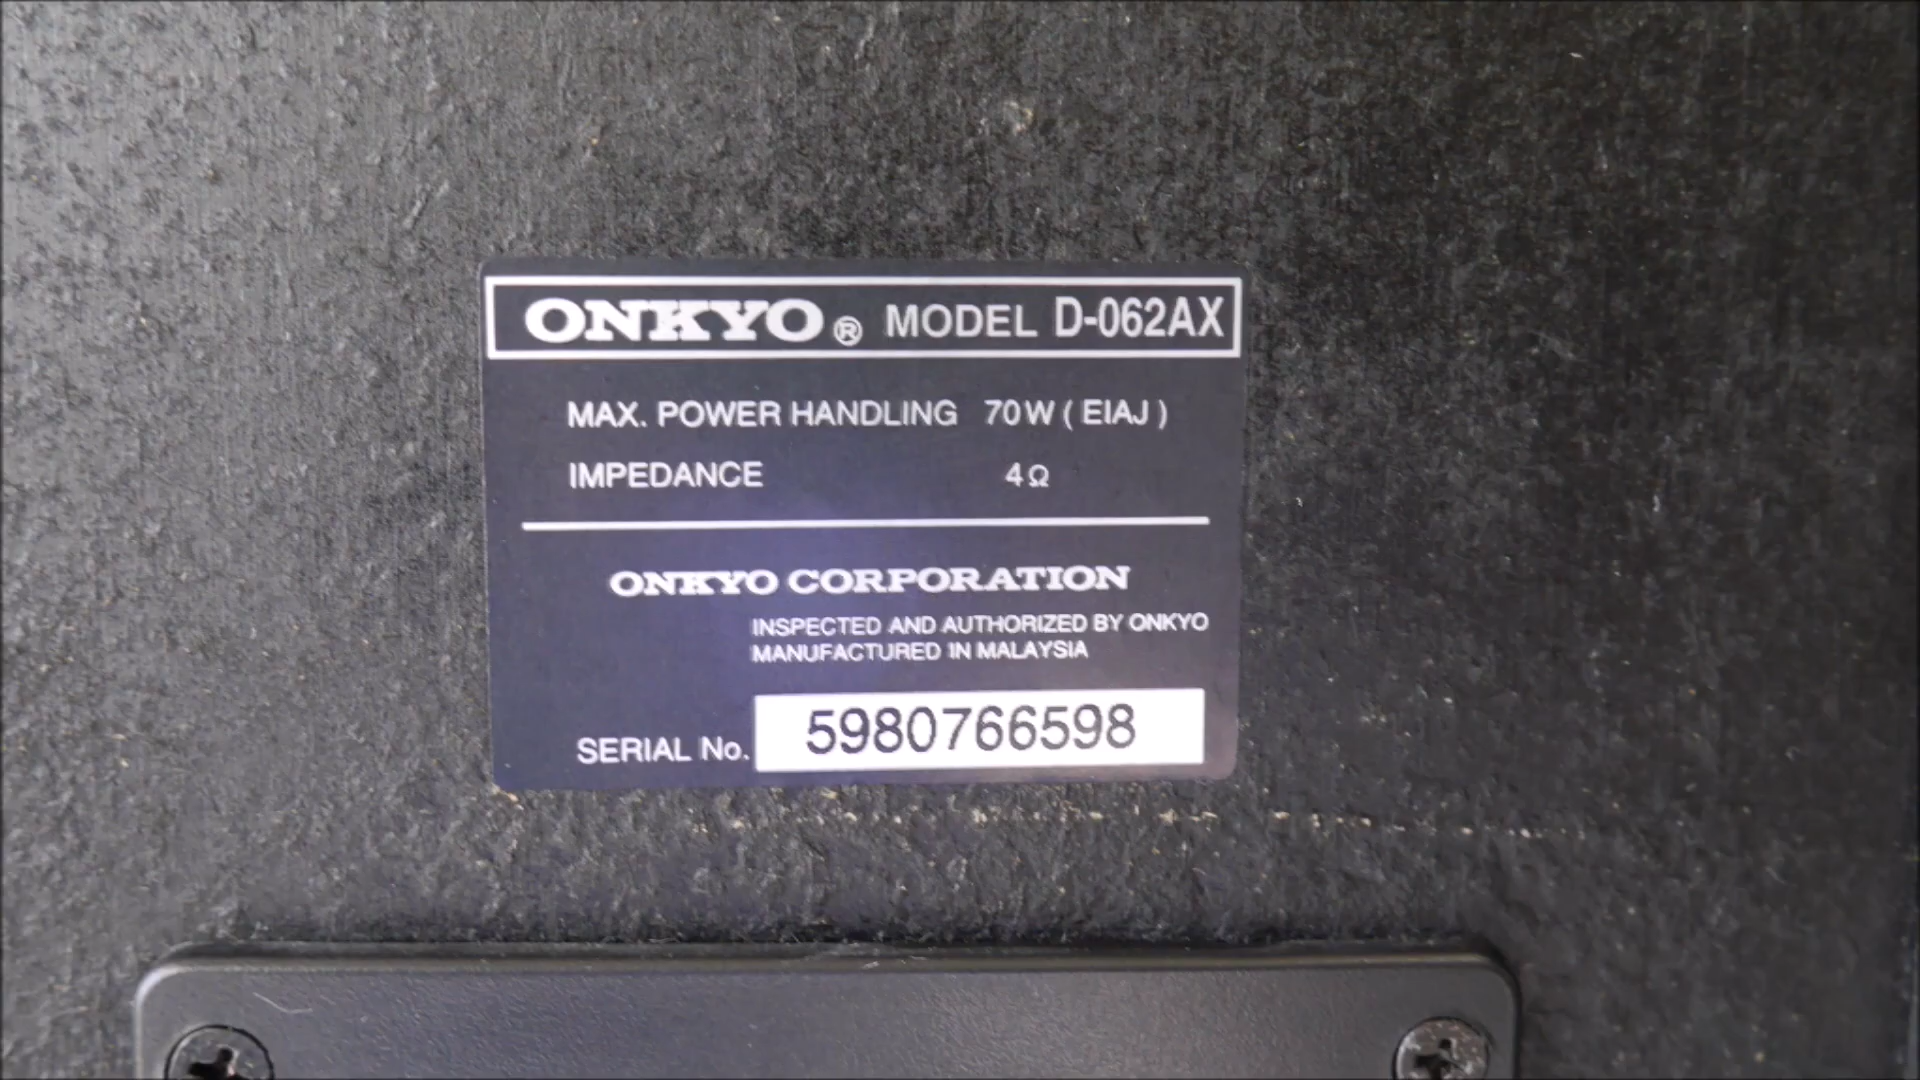 ONKYO® MODEL D-062AX
MAX. POWER HANDLING 70W ( EIAJ )
IMPEDANCE 4Ω
ONKYO CORPORATION
INSPECTED AND AUTHORIZED BY ONKYO
MANUFACTURED IN MALAYSIA
SERIAL No. 5980766598